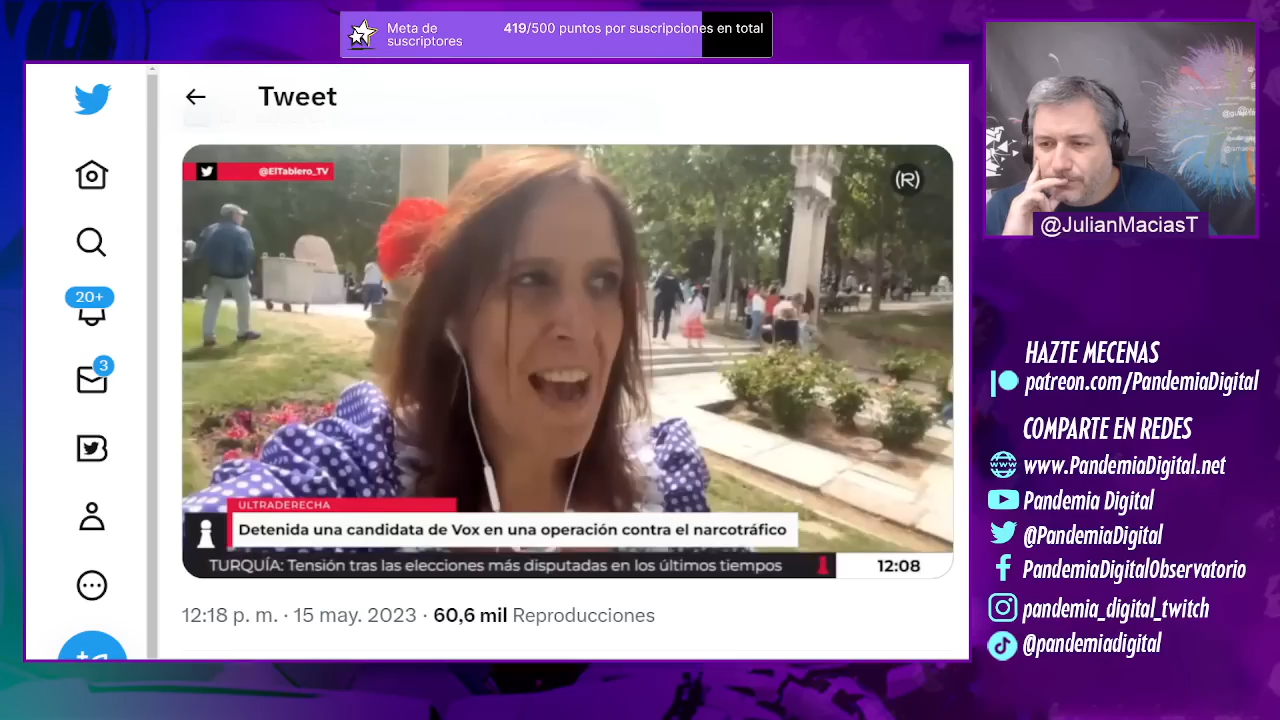 Meta de
suscriptores
419/500 puntos por suscripciones en total
Tweet
@ElTablero_TV
(R)
20+
3
ULTRADERECHA
Detenida una candidata de Vox en una operación contra el narcotráfico
TURQUÍA: Tensión tras las elecciones más disputadas en los últimos tiempos
12:08
12:18 p. m. · 15 may. 2023 · 60,6 mil Reproducciones
@JulianMaciasT
HAZTE MECENAS
patreon.com/PandemiaDigital
COMPARTE EN REDES
www
www.PandemiaDigital.net
Pandemia Digital
@PandemiaDigital
PandemiaDigitalObservatorio
pandemia_digital_twitch
@pandemiadigital